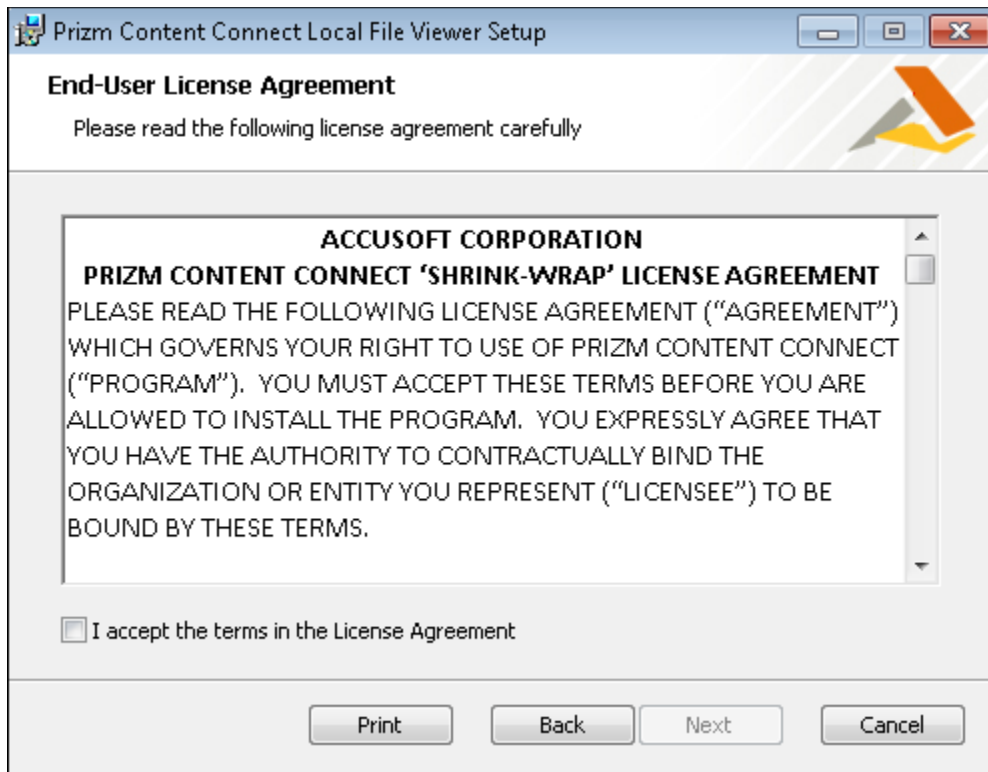 Prizm Content Connect Local File Viewer Setup
End-User License Agreement
Please read the following license agreement carefully
ACCUSOFT CORPORATION
PRIZM CONTENT CONNECT ‘SHRINK-WRAP’ LICENSE AGREEMENT
PLEASE READ THE FOLLOWING LICENSE AGREEMENT (“AGREEMENT”)
WHICH GOVERNS YOUR RIGHT TO USE OF PRIZM CONTENT CONNECT
(“PROGRAM”).  YOU MUST ACCEPT THESE TERMS BEFORE YOU ARE
ALLOWED TO INSTALL THE PROGRAM.  YOU EXPRESSLY AGREE THAT
YOU HAVE THE AUTHORITY TO CONTRACTUALLY BIND THE
ORGANIZATION OR ENTITY YOU REPRESENT (“LICENSEE”) TO BE
BOUND BY THESE TERMS.
I accept the terms in the License Agreement
Print Back Next Cancel